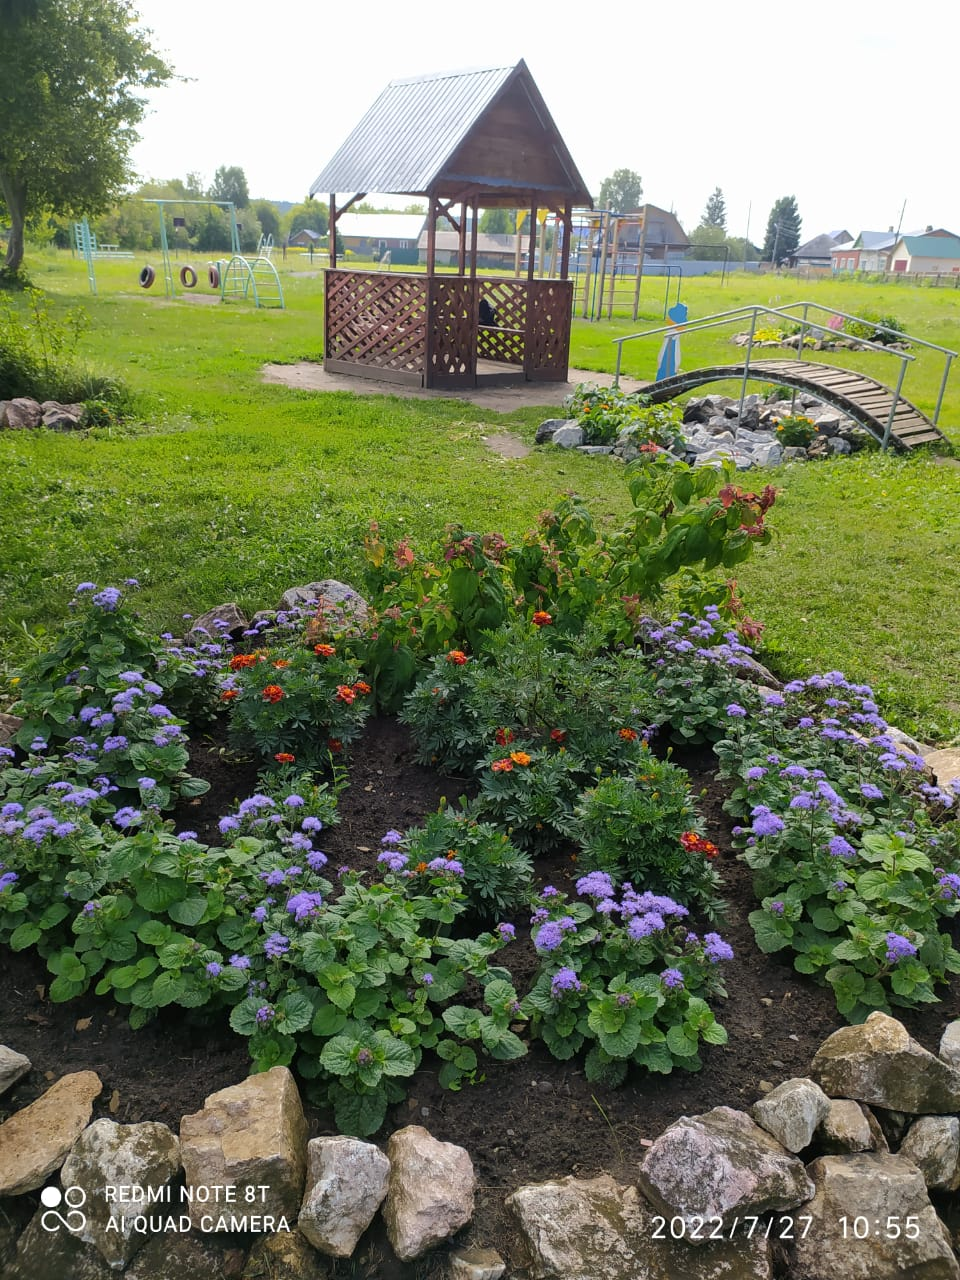 REDMI NOTE 8T
AI QUAD CAMERA
2022/7/27 10:55